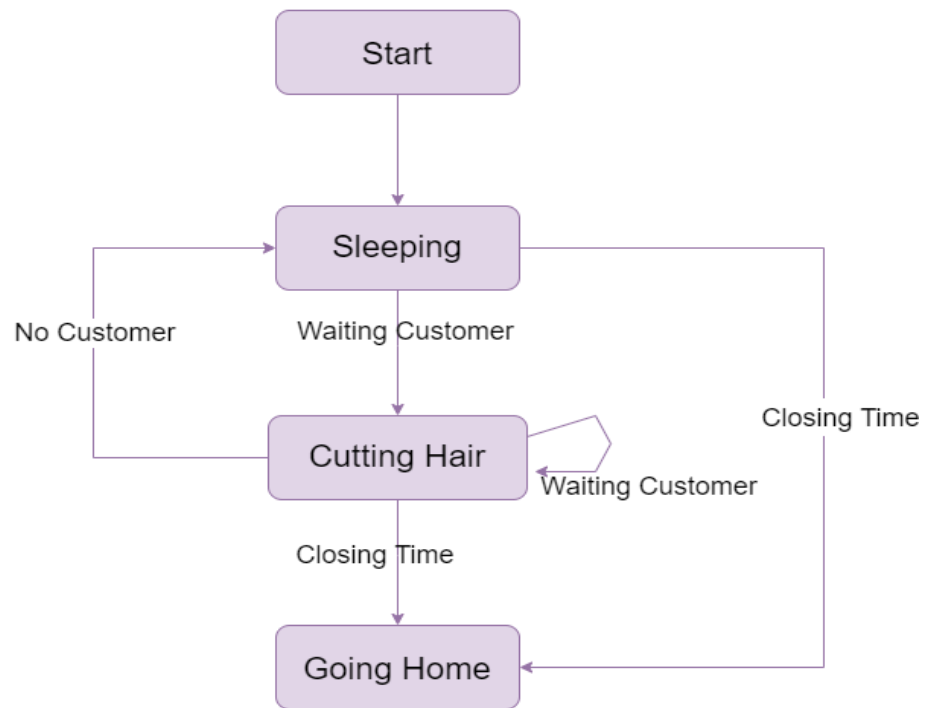 Start
Sleeping
No Customer
Waiting Customer
Closing Time
Cutting Hair
Waiting Customer
Closing Time
Going Home